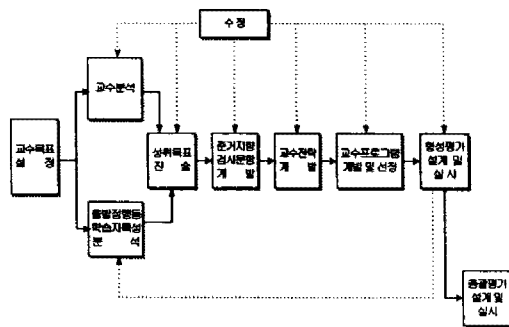 수 정
교수분석
교수목표
설 정
성취목표
진 술
준거지향
검사문항
개 발
교수전략
개 발
교수프로그램
개발 및 선정
형성평가
설계 및
실 시
출발점행동
학습자특성
분 석
총괄평가
설계 및
실시